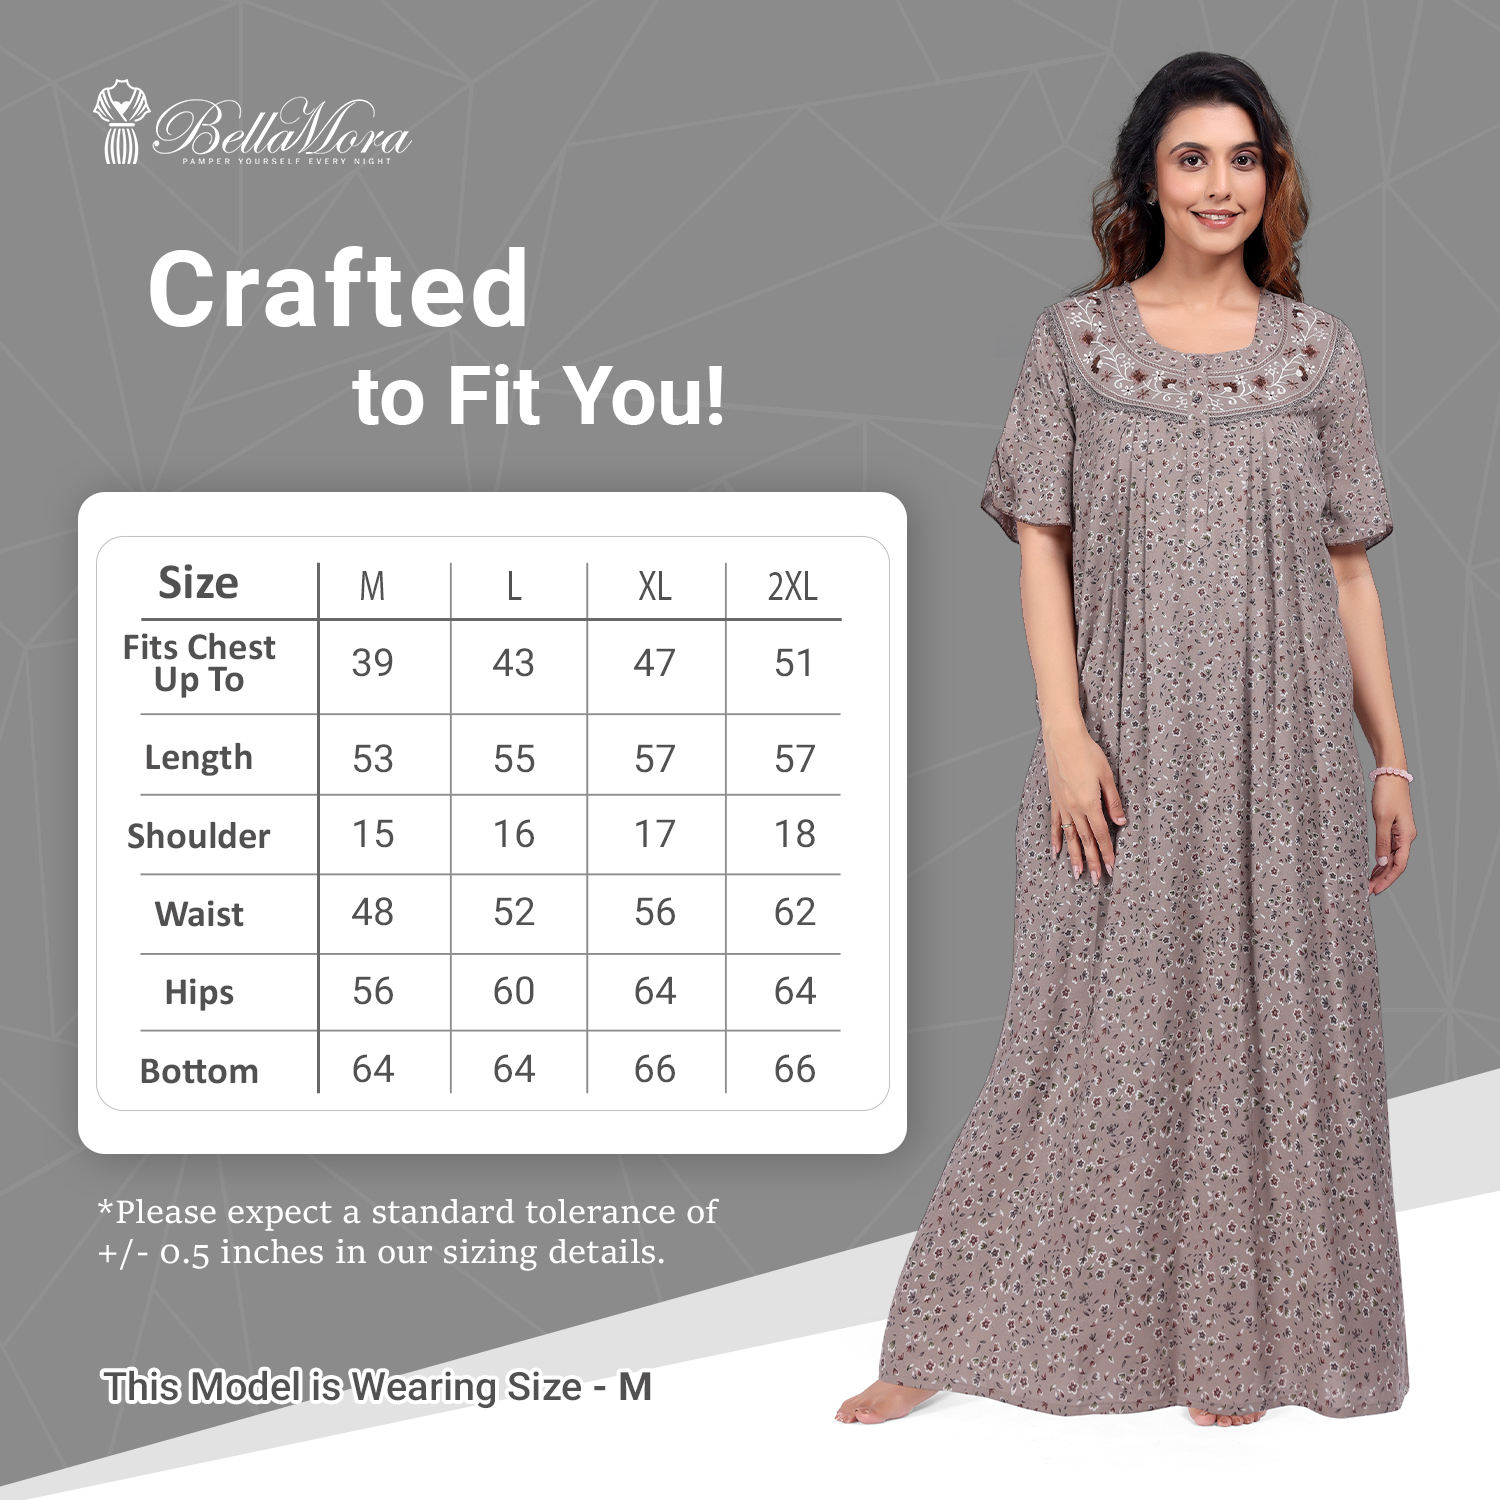 BellaMora
PAMPER YOURSELF EVERY NIGHT
Crafted
to Fit You!
Size M L XL 2XL
Fits Chest
Up To 39 43 47 51
Length 53 55 57 57
Shoulder 15 16 17 18
Waist 48 52 56 62
Hips 56 60 64 64
Bottom 64 64 66 66
*Please expect a standard tolerance of
+/- 0.5 inches in our sizing details.
This Model is Wearing Size - M